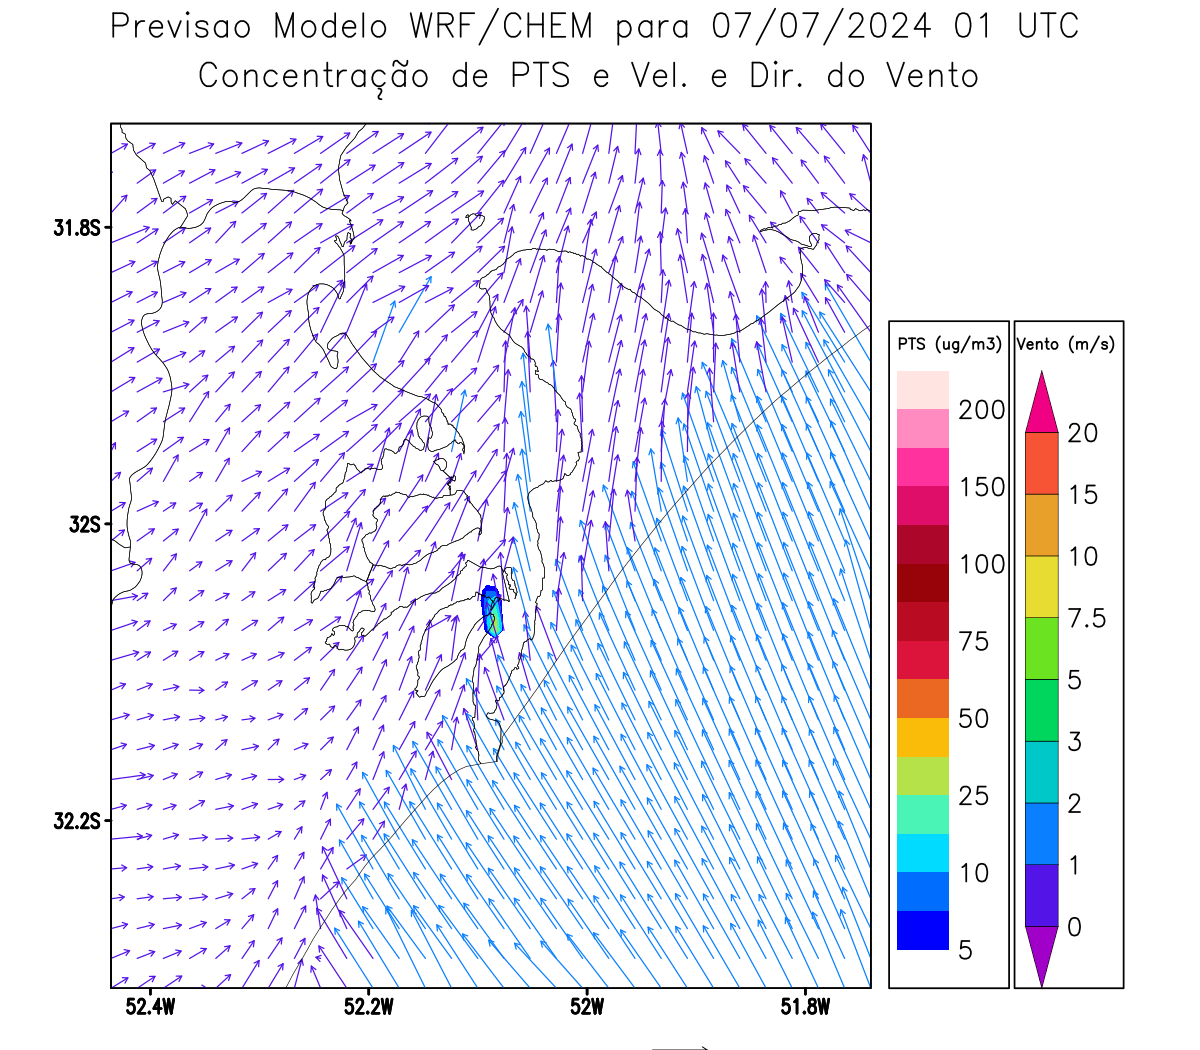 Previsao Modelo WRF/CHEM para 07/07/2024 01 UTC
Concentração de PTS e Vel. e Dir. do Vento
31.8S
32S
32.2S
52.4W 52.2W 52W 51.8W
PTS (ug/m3)
200
150
100
75
50
25
10
5
Vento (m/s)
20
15
10
7.5
5
3
2
1
0